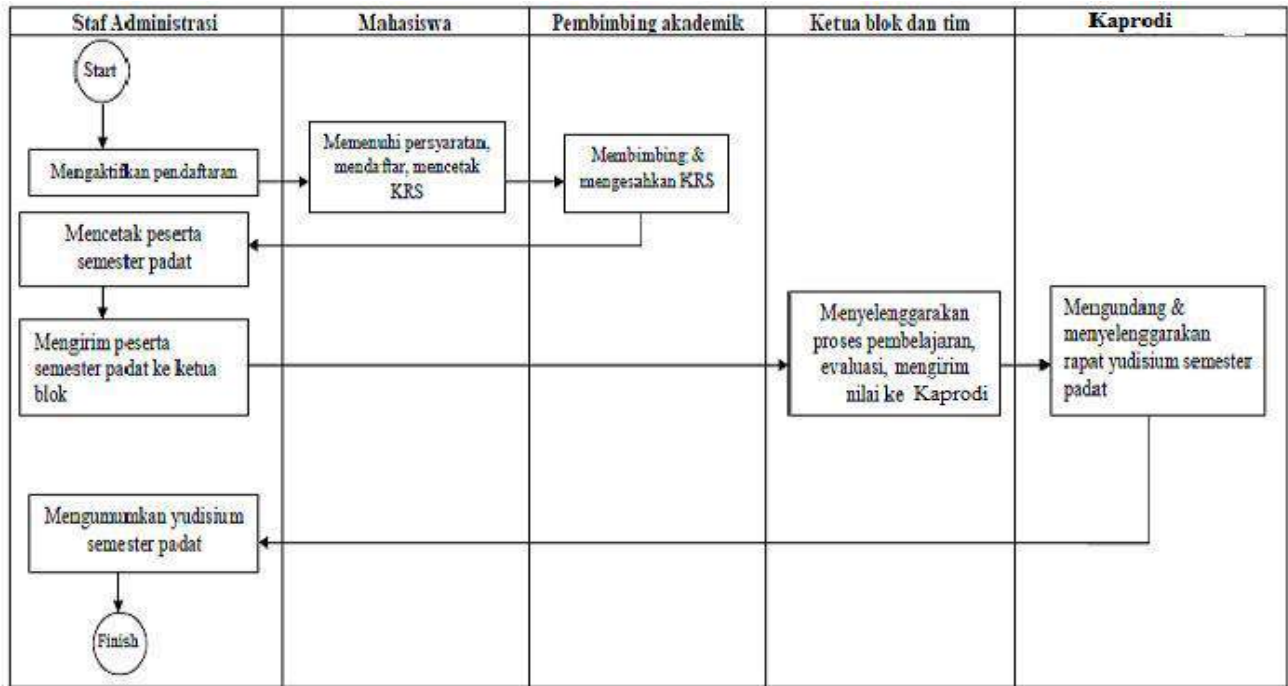 Staf Administrasi
Mahasiswa
Pembimbing akademik
Ketua blok dan tim
Kaprodi
Start
Mengaktifkan pendaftaran
Memenuhi persyaratan,
mendaftar, mencetak
KRS
Membimbing &
mengesahkan KRS
Mencetak peserta
semester padat
Mengirim peserta
semester padat ke ketua
blok
Menyelenggarakan
proses pembelajaran,
evaluasi, mengirim
nilai ke Kaprodi
Mengundang &
menyelenggarakan
rapat yudisium semester
padat
Mengumumkan yudisium
semester padat
Finish